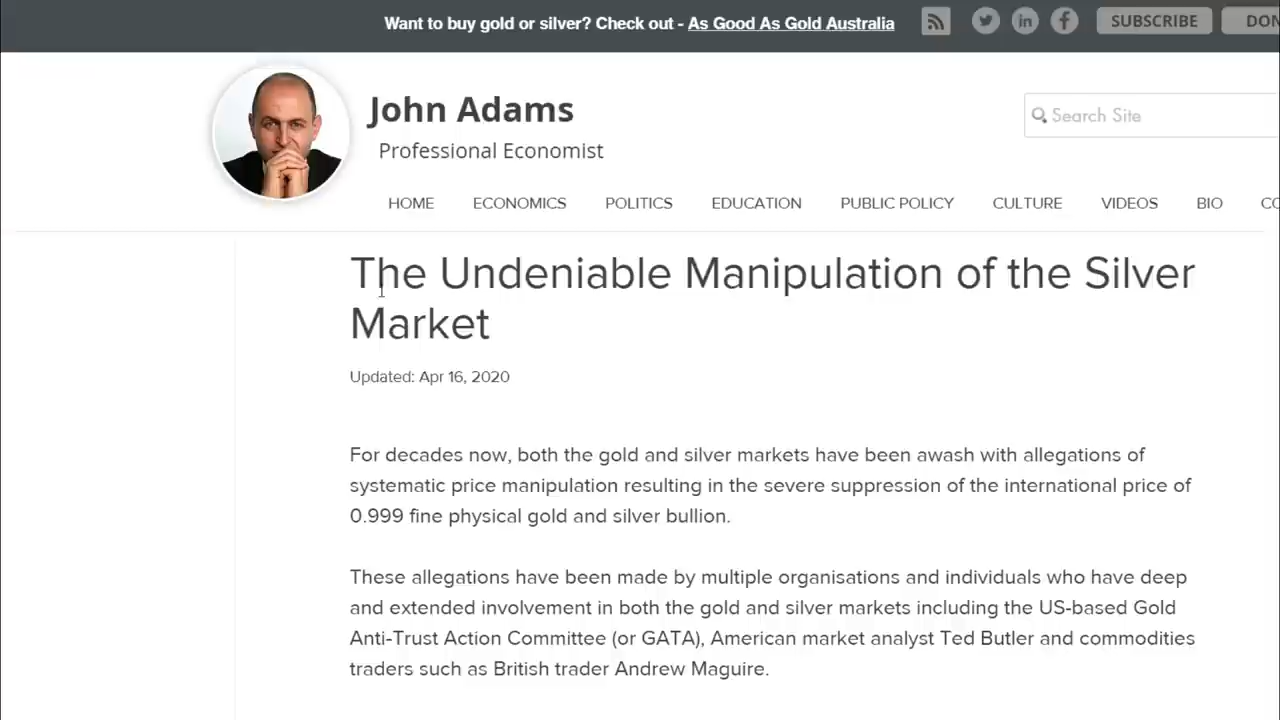 Want to buy gold or silver? Check out - As Good As Gold Australia
SUBSCRIBE
John Adams
Professional Economist
Search Site
HOME ECONOMICS POLITICS EDUCATION PUBLIC POLICY CULTURE VIDEOS BIO
The Undeniable Manipulation of the Silver
Market
Updated: Apr 16, 2020
For decades now, both the gold and silver markets have been awash with allegations of
systematic price manipulation resulting in the severe suppression of the international price of
0.999 fine physical gold and silver bullion.
These allegations have been made by multiple organisations and individuals who have deep
and extended involvement in both the gold and silver markets including the US-based Gold
Anti-Trust Action Committee (or GATA), American market analyst Ted Butler and commodities
traders such as British trader Andrew Maguire.